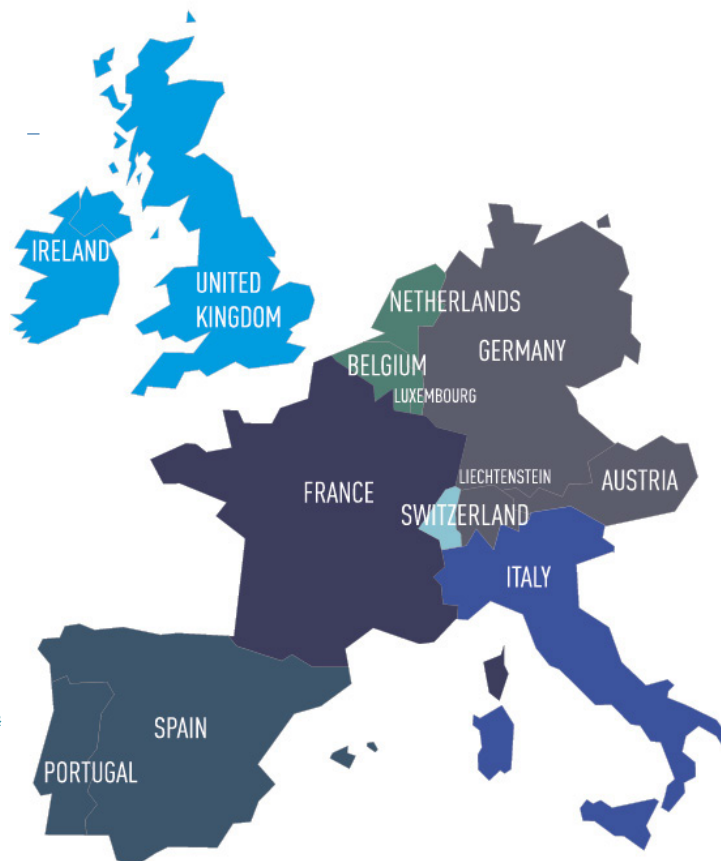 IRELAND
UNITED
KINGDOM
NETHERLANDS
GERMANY
BELGIUM
LUXEMBOURG
LIECHTENSTEIN
AUSTRIA
FRANCE
SWITZERLAND
ITALY
SPAIN
PORTUGAL